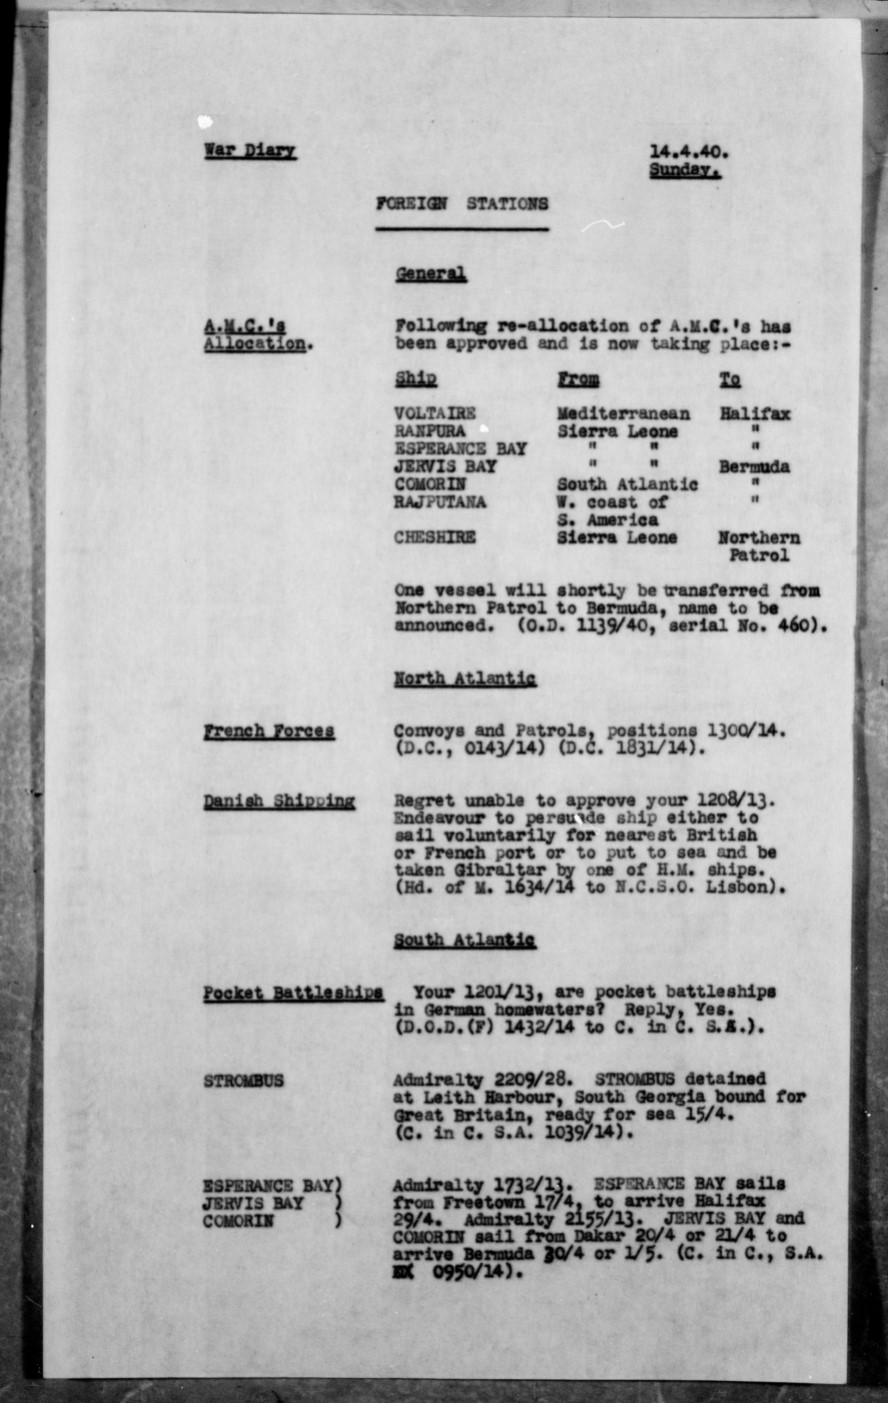 War Diary 14.4.40.
Sunday.
FOREIGN STATIONS
General
A.M.C.'s Following re-allocation of A.M.C.'s has
Allocation. been approved and is now taking place:-
Ship From To
VOLTAIRE Mediterranean Halifax
RANPURA Sierra Leone "
ESPERANCE BAY " " "
JERVIS BAY " " Bermuda
COMORIN South Atlantic "
RAJPUTANA W. coast of "
S. America
CHESHIRE Sierra Leone Northern
Patrol
One vessel will shortly be transferred from
Northern Patrol to Bermuda, name to be
announced. (O.D. 1139/40, serial No. 460).
North Atlantic
French Forces Convoys and Patrols, positions 1300/14.
(D.C., 0143/14) (D.C. 1831/14).
Danish Shipping Regret unable to approve your 1208/13.
Endeavour to persuade ship either to
sail voluntarily for nearest British
or French port or to put to sea and be
taken Gibraltar by one of H.M. ships.
(Hd. of M. 1634/14 to N.C.S.O. Lisbon).
South Atlantic
Pocket Battleships Your 1201/13, are pocket battleships
in German homewaters? Reply, Yes.
(D.O.D.(F) 1432/14 to C. in C. S.A.).
STROMBUS Admiralty 2209/28. STROMBUS detained
at Leith Harbour, South Georgia bound for
Great Britain, ready for sea 15/4.
(C. in C. S.A. 1039/14).
ESPERANCE BAY) Admiralty 1732/13. ESPERANCE BAY sails
JERVIS BAY ) from Freetown 17/4, to arrive Halifax
COMORIN ) 29/4. Admiralty 2155/13. JERVIS BAY and
COMORIN sail from Dakar 20/4 or 21/4 to
arrive Bermuda 30/4 or 1/5. (C. in C., S.A.
0950/14).